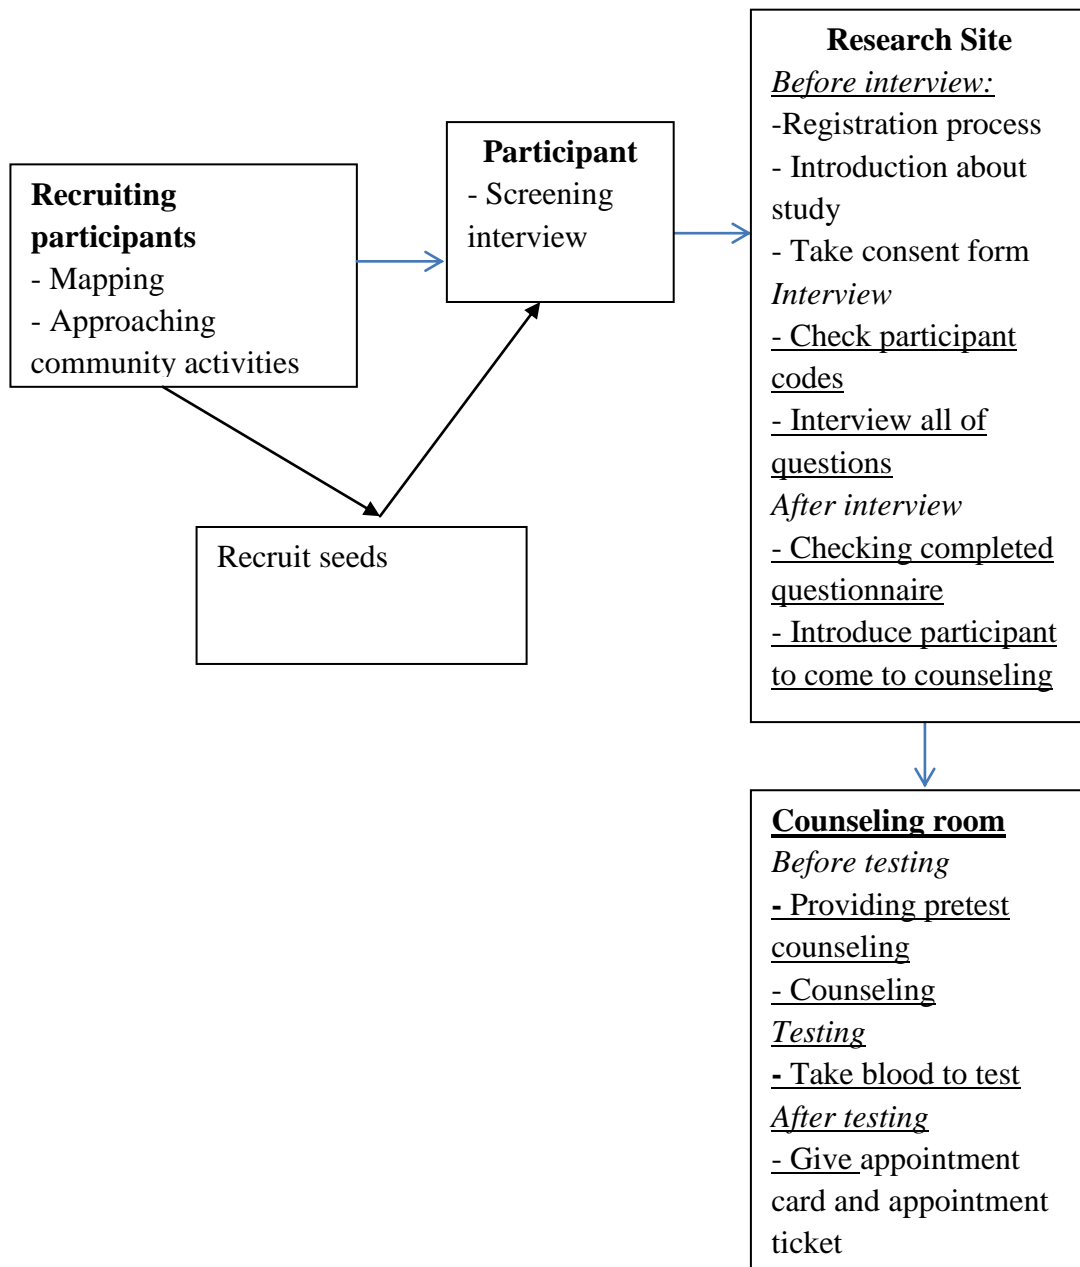 Recruiting
participants
- Mapping
- Approaching
community activities
Recruit seeds
Participant
- Screening
interview
Research Site
Before interview:
-Registration process
- Introduction about
study
- Take consent form
Interview
- Check participant
codes
- Interview all of
questions
After interview
- Checking completed
questionnaire
- Introduce participant
to come to counseling
Counseling room
Before testing
- Providing pretest
counseling
- Counseling
Testing
- Take blood to test
After testing
- Give appointment
card and appointment
ticket